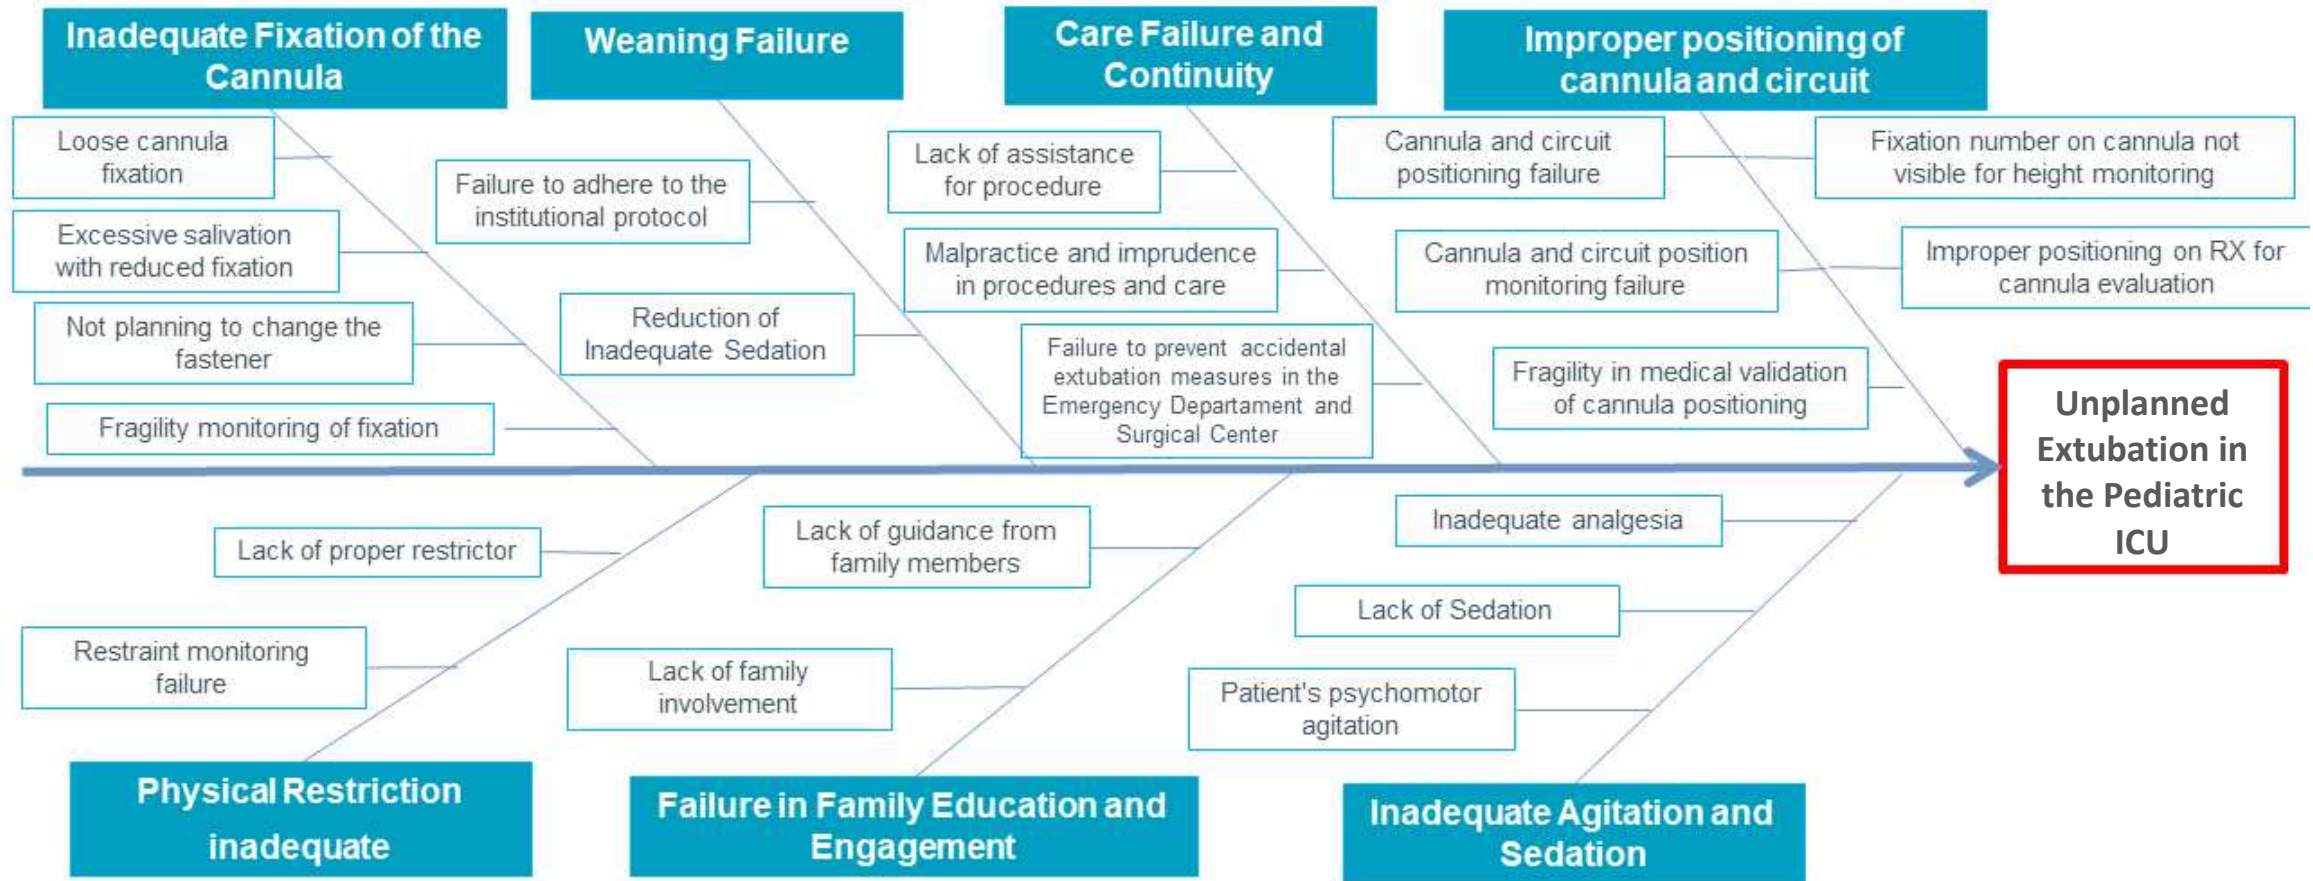 Inadequate Fixation of the
Cannula
Weaning Failure
Care Failure and
Continuity
Improper positioning of
cannula and circuit
Loose cannula
fixation
Excessive salivation
with reduced fixation
Not planning to change the
fastener
Fragility monitoring of fixation
Failure to adhere to the
institutional protocol
Reduction of
Inadequate Sedation
Lack of assistance
for procedure
Malpractice and imprudence
in procedures and care
Failure to prevent accidental
extubation measures in the
Emergency Departament and
Surgical Center
Cannula and circuit
positioning failure
Fixation number on cannula not
visible for height monitoring
Cannula and circuit position
monitoring failure
Improper positioning on RX for
cannula evaluation
Fragility in medical validation
of cannula positioning
Unplanned
Extubation in
the Pediatric
ICU
Lack of proper restrictor
Restraint monitoring
failure
Lack of guidance from
family members
Lack of family
involvement
Inadequate analgesia
Lack of Sedation
Patient's psychomotor
agitation
Physical Restriction
inadequate
Failure in Family Education and
Engagement
Inadequate Agitation and
Sedation